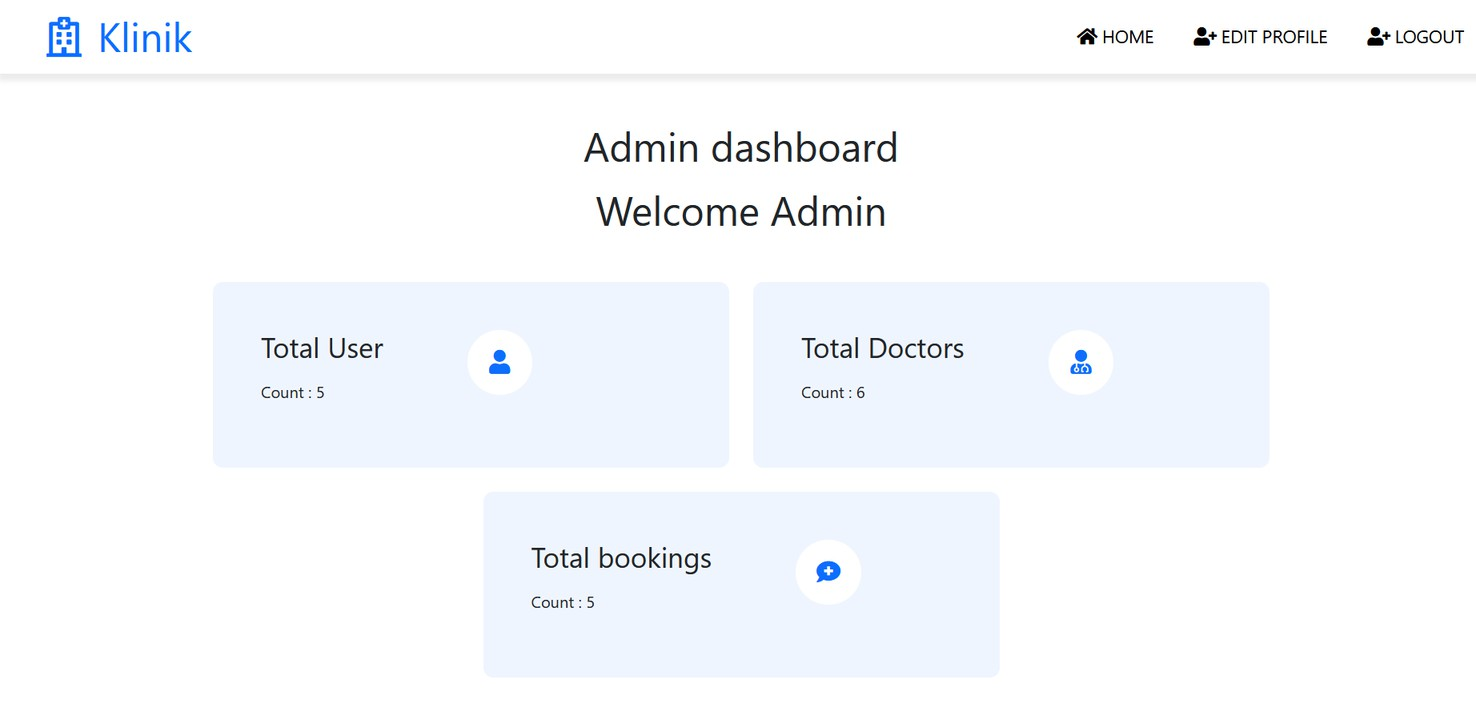 Klinik
HOME
EDIT PROFILE
LOGOUT
Admin dashboard
Welcome Admin
Total User
Count : 5
Total Doctors
Count : 6
Total bookings
Count : 5